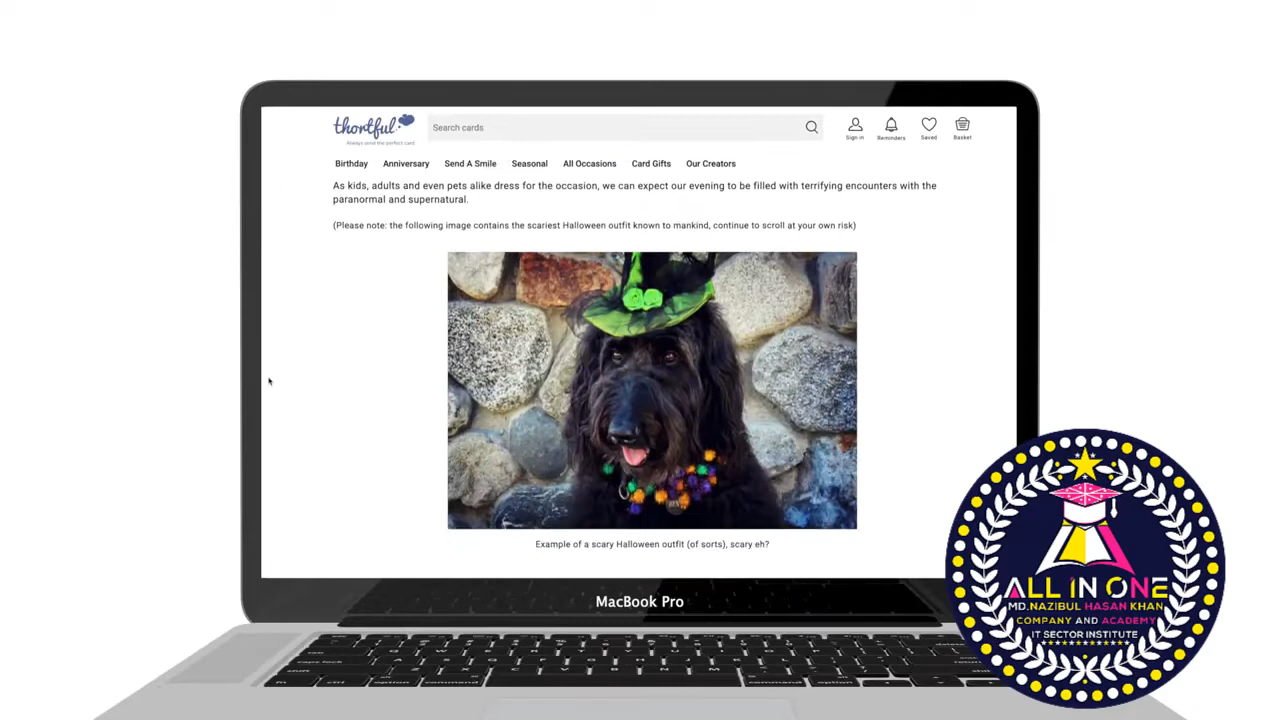 thortful
Always send the perfect card
Search cards
Sign in
Reminders
Saved
Basket
Birthday Anniversary Send A Smile Seasonal All Occasions Card Gifts Our Creators
As kids, adults and even pets alike dress for the occasion, we can expect our evening to be filled with terrifying encounters with the
paranormal and supernatural.
(Please note: the following image contains the scariest Halloween outfit known to mankind, continue to scroll at your own risk)
Example of a scary Halloween outfit (of sorts), scary eh?
MacBook Pro
ALL IN ONE
MD.NAZIBUL HASAN KHAN
COMPANY AND ACADEMY
IT SECTOR INSTITUTE